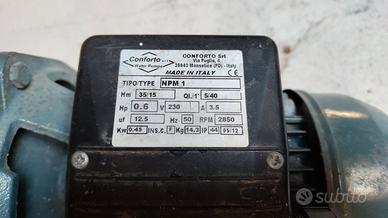 Conforto s.r.l.
Water Pumps
CONFORTO Srl
Via Puglia, 4
35043 Monselice (PD) - Italy
MADE IN ITALY
CE
TIPO/TYPE NPM 1
Hm 35/15 Ql/1' 5/40
Hp 0.6 V 230 A 3.5
uf 12.5 Hz 50 RPM 2850
Kw 0.45 INS.C. F Kg 14.3 IP 44 05/12
subito